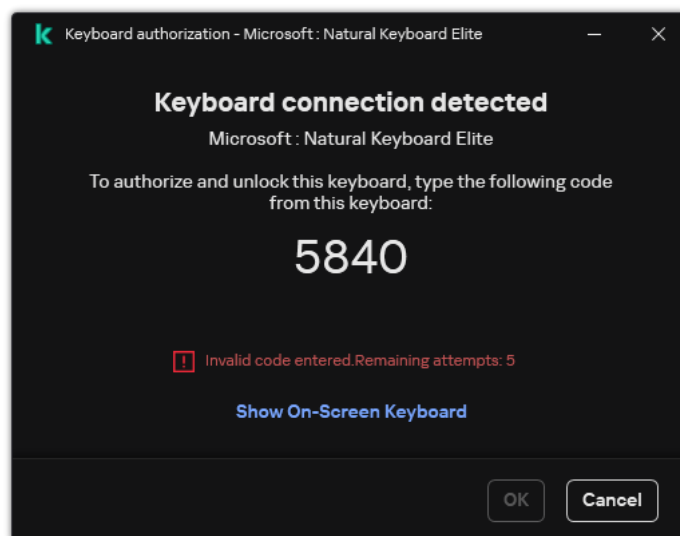 Keyboard authorization - Microsoft : Natural Keyboard Elite
Keyboard connection detected
Microsoft : Natural Keyboard Elite
To authorize and unlock this keyboard, type the following code
from this keyboard:
5840
Invalid code entered.Remaining attempts: 5
Show On-Screen Keyboard
OK
Cancel